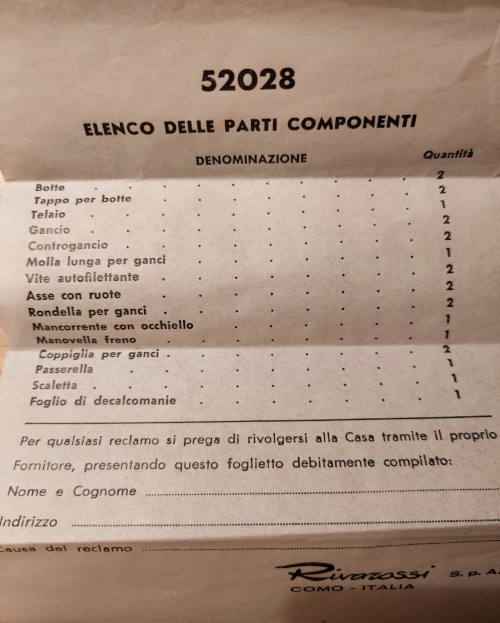 52028
ELENCO DELLE PARTI COMPONENTI
DENOMINAZIONE Quantità
Botte . . . . . . . . . 2
Tappo per botte . . . . . . . . 2
Telaio . . . . . . . . . 1
Gancio . . . . . . . . . 2
Controgancio . . . . . . . . 2
Molla lunga per ganci . . . . . . . 1
Vite autofilettante . . . . . . . 2
Asse con ruote . . . . . . . . 2
Rondella per ganci . . . . . . . 2
Mancorrente con occhiello . . . . . . 1
Manovella freno . . . . . . . . 1
Coppiglia per ganci . . . . . . . 2
Passerella . . . . . . . . 1
Scaletta . . . . . . . . . 1
Foglio di decalcomanie . . . . . . . 1
Per qualsiasi reclamo si prega di rivolgersi alla Casa tramite il proprio
Fornitore, presentando questo foglietto debitamente compilato:
Nome e Cognome
Indirizzo
Causa del reclamo
Rivarossi S.p.A.
COMO - ITALIA